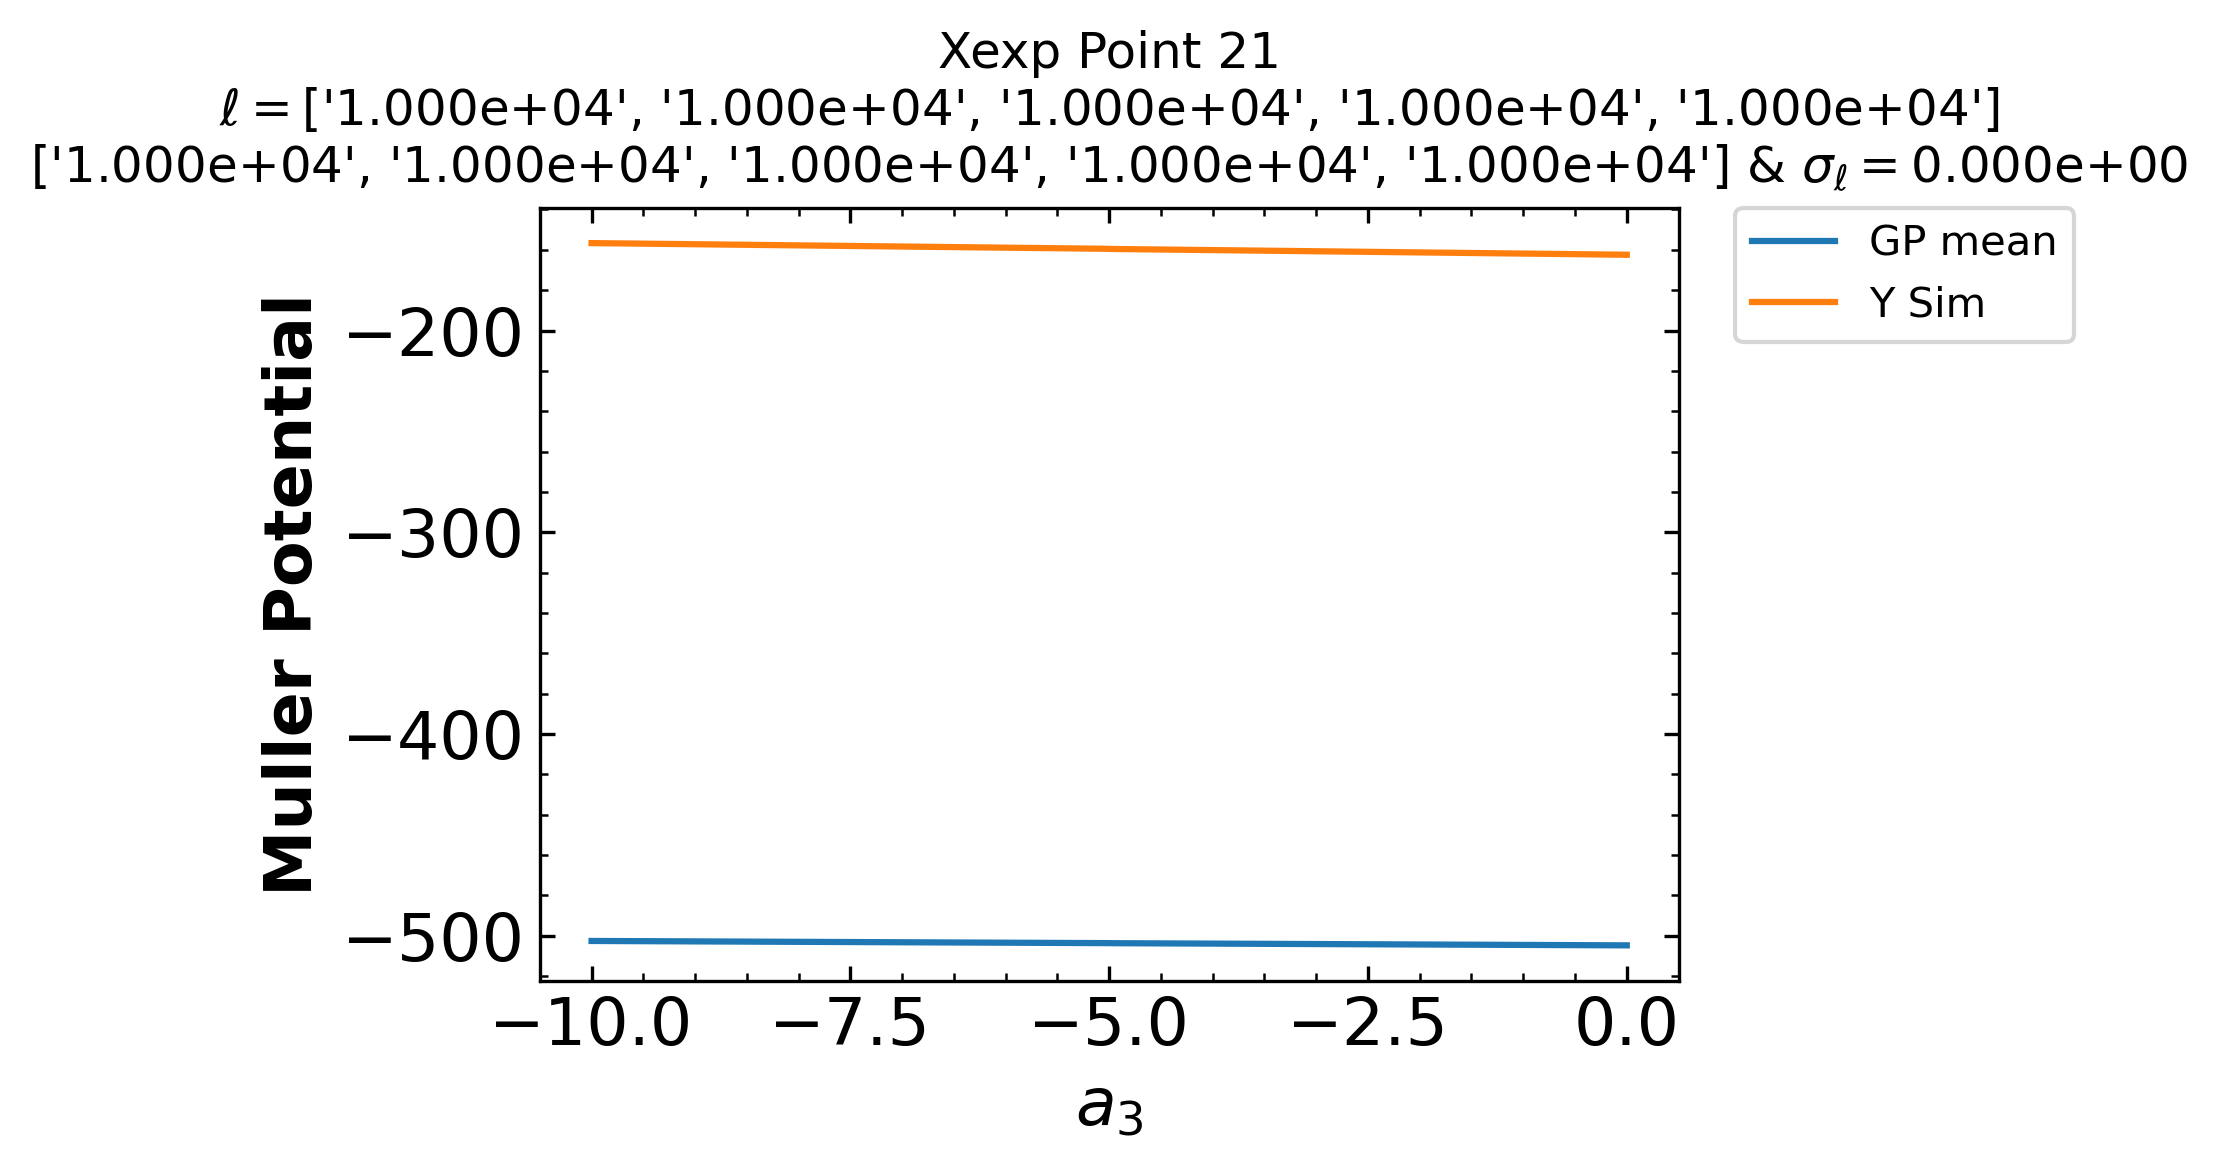 Xexp Point 21
ℓ = ['1.000e+04', '1.000e+04', '1.000e+04', '1.000e+04', '1.000e+04']
['1.000e+04', '1.000e+04', '1.000e+04', '1.000e+04', '1.000e+04'] & σℓ = 0.000e+00
GP mean
Y Sim
Muller Potential
−200
−300
−400
−500
−10.0 −7.5 −5.0 −2.5 0.0
a₃